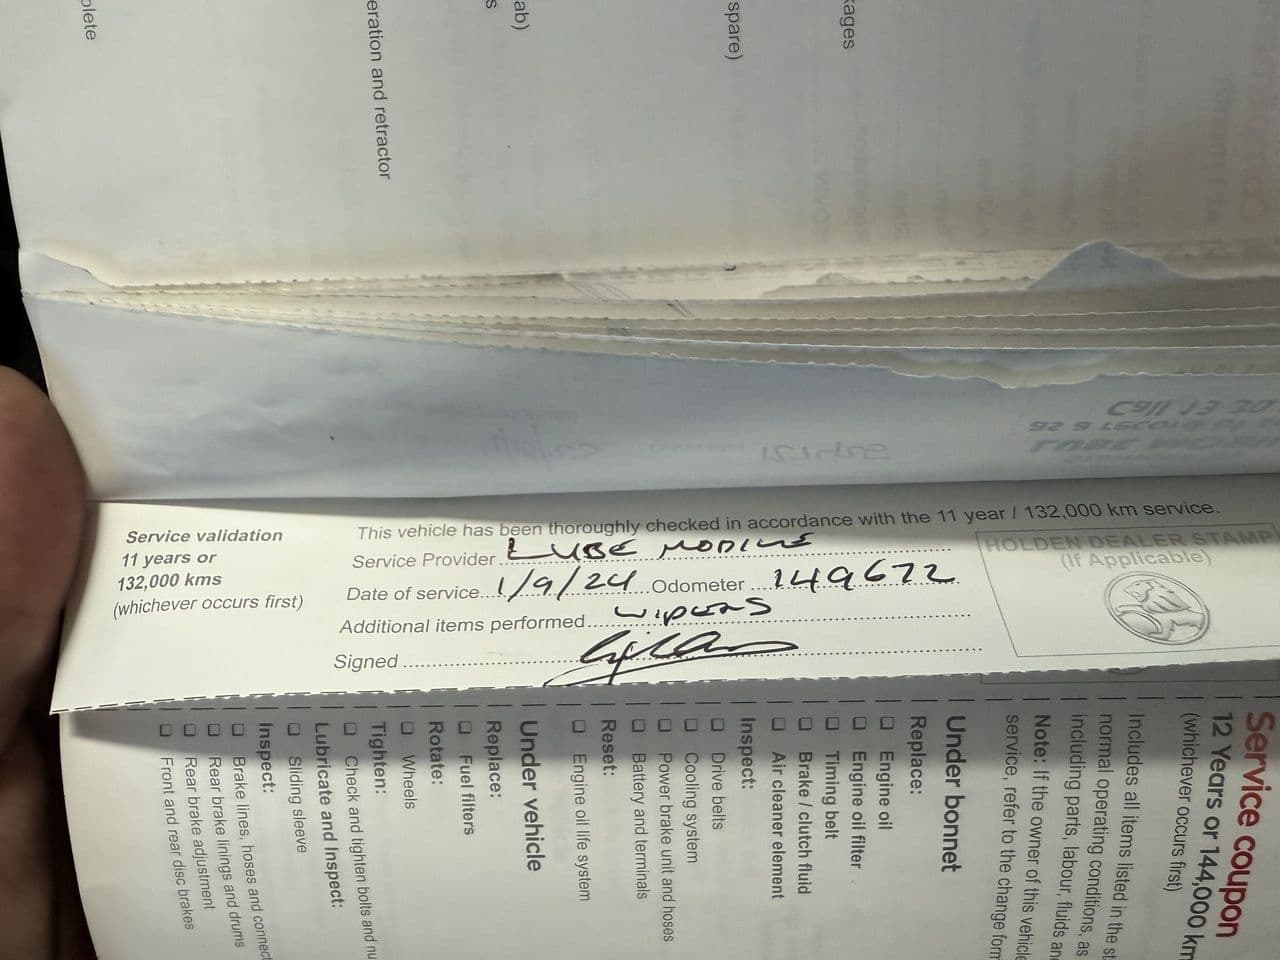 plete
eration and retractor
ab)
s
spare)
kages
Service validation
11 years or
132,000 kms
(whichever occurs first)
This vehicle has been thoroughly checked in accordance with the 11 year / 132,000 km service.
Service Provider LUBE MOBILE
Date of service 1/9/24 Odometer 149672
Additional items performed WIPERS
Signed
HOLDEN DEALER STAMP
(If Applicable)
Service coupon
12 Years or 144,000 km
(whichever occurs first)
Includes all items listed in the st
normal operating conditions, as
including parts, labour, fluids an
Note: If the owner of this vehicle
service, refer to the change form
Under bonnet
Replace:
Engine oil
Engine oil filter
Timing belt
Brake / clutch fluid
Air cleaner element
Inspect:
Drive belts
Cooling system
Power brake unit and hoses
Battery and terminals
Reset:
Engine oil life system
Under vehicle
Replace:
Fuel filters
Rotate:
Wheels
Tighten:
Check and tighten bolts and nu
Lubricate and Inspect:
Sliding sleeve
Inspect:
Brake lines, hoses and connect
Rear brake linings and drums
Rear brake adjustment
Front and rear disc brakes